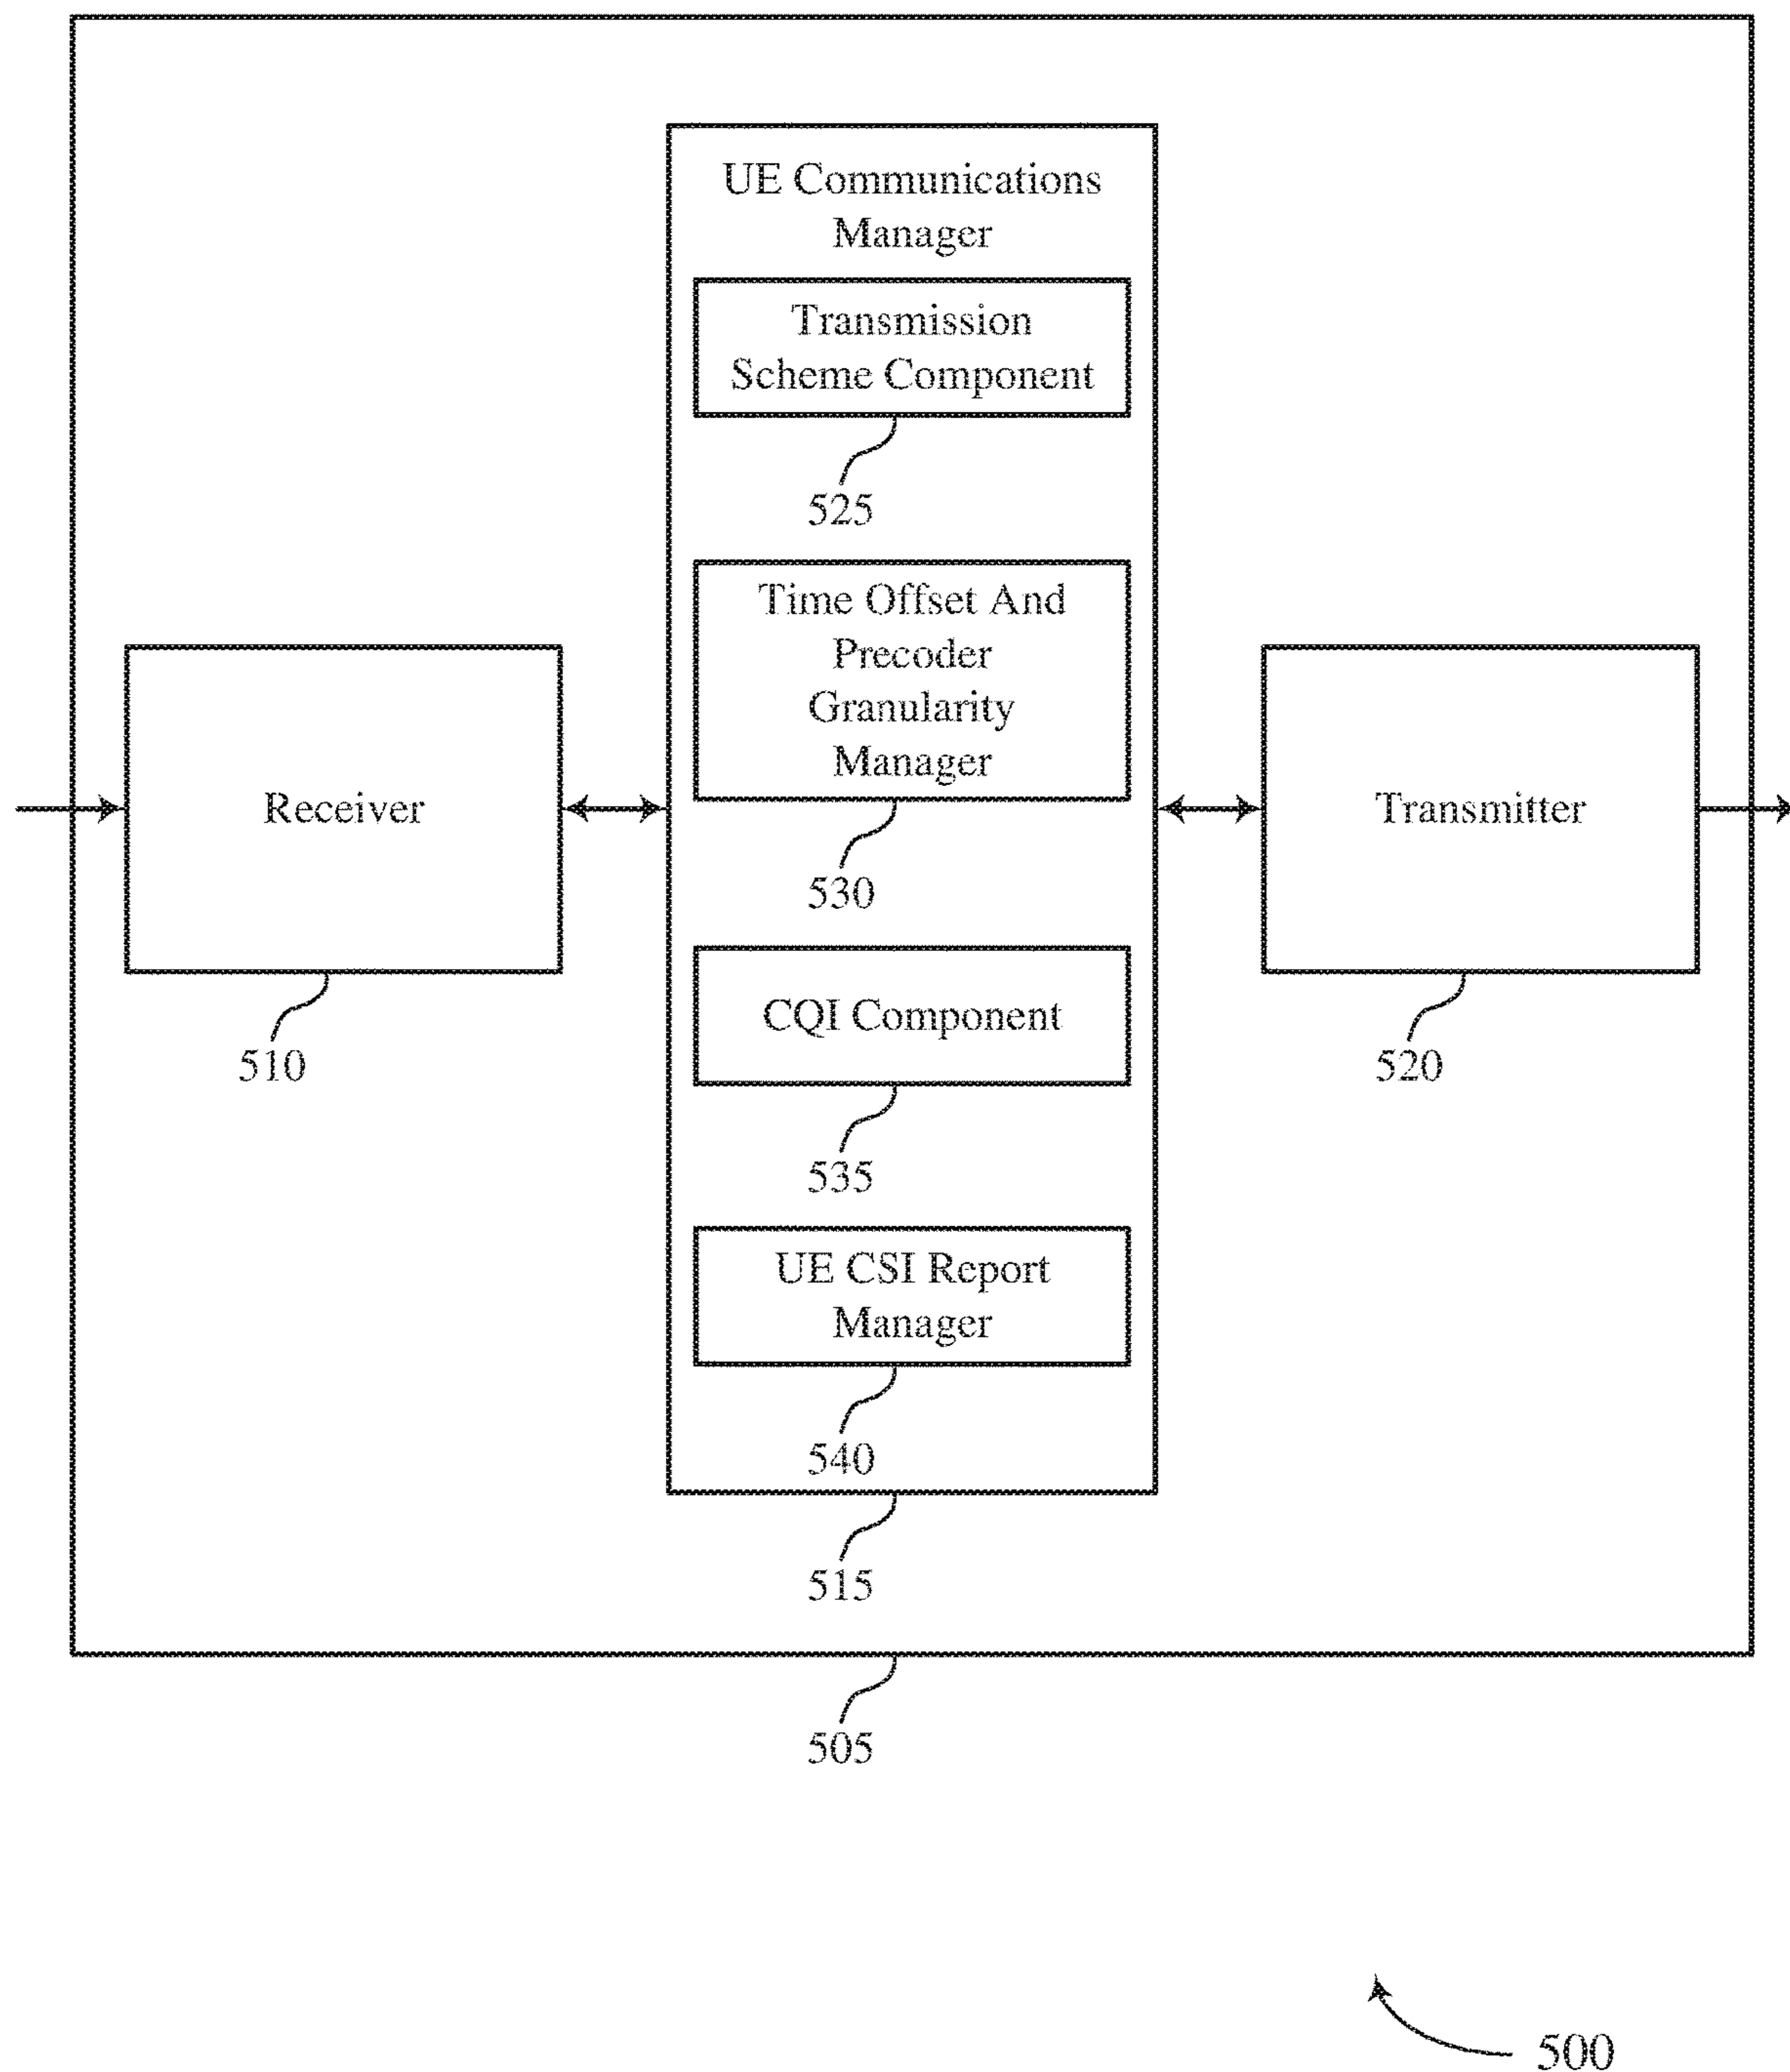 UE Communications
Manager
Transmission
Scheme Component
525
Time Offset And
Precoder
Granularity
Manager
530
Receiver
510
Transmitter
520
CQI Component
535
UE CSI Report
Manager
540
515
505
500